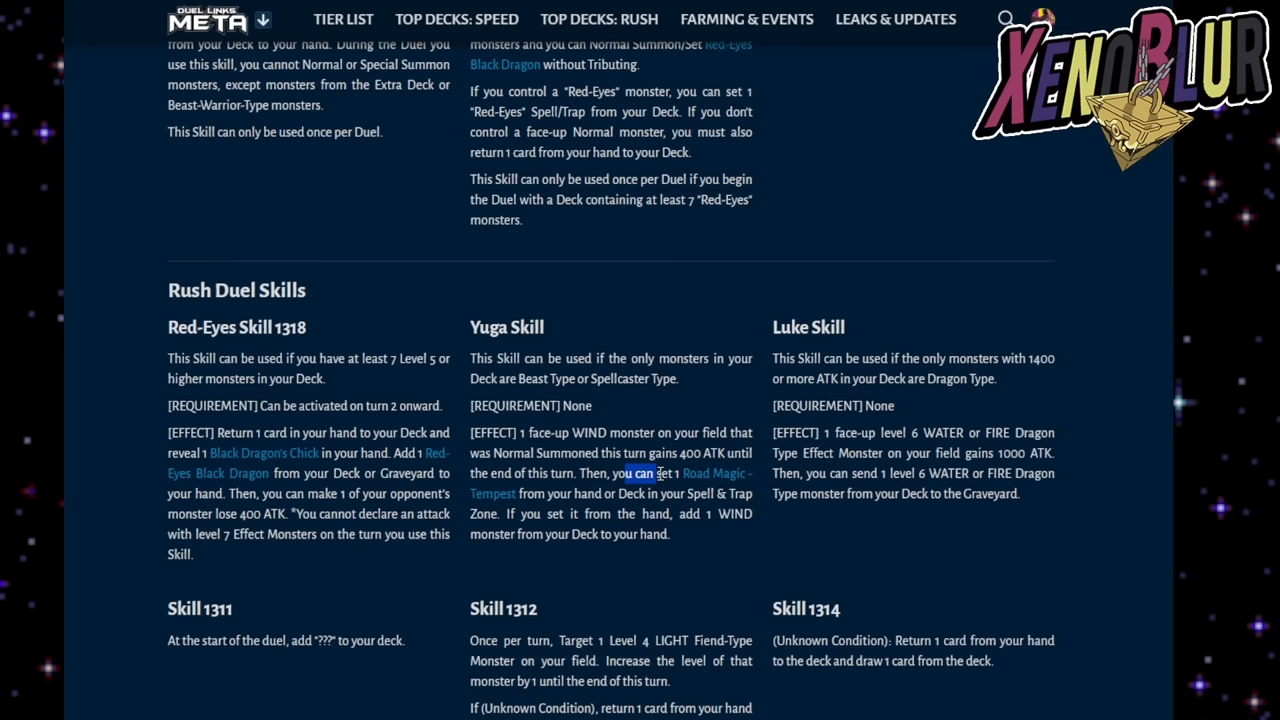 DUEL LINKS
META
TIER LIST
TOP DECKS: SPEED
TOP DECKS: RUSH
FARMING & EVENTS
LEAKS & UPDATES
XENOBLUR
from your Deck to your hand. During the Duel you
use this skill, you cannot Normal or Special Summon
monsters, except monsters from the Extra Deck or
Beast-Warrior-Type monsters.
This Skill can only be used once per Duel.
monsters and you can Normal Summon/Set Red-Eyes
Black Dragon without Tributing.
If you control a "Red-Eyes" monster, you can set 1
"Red-Eyes" Spell/Trap from your Deck. If you don't
control a face-up Normal monster, you must also
return 1 card from your hand to your Deck.
This Skill can only be used once per Duel if you begin
the Duel with a Deck containing at least 7 "Red-Eyes"
monsters.
Rush Duel Skills
Red-Eyes Skill 1318
This Skill can be used if you have at least 7 Level 5 or
higher monsters in your Deck.
[REQUIREMENT] Can be activated on turn 2 onward.
[EFFECT] Return 1 card in your hand to your Deck and
reveal 1 Black Dragon's Chick in your hand. Add 1 Red-
Eyes Black Dragon from your Deck or Graveyard to
your hand. Then, you can make 1 of your opponent's
monster lose 400 ATK. *You cannot declare an attack
with level 7 Effect Monsters on the turn you use this
Skill.
Yuga Skill
This Skill can be used if the only monsters in your
Deck are Beast Type or Spellcaster Type.
[REQUIREMENT] None
[EFFECT] 1 face-up WIND monster on your field that
was Normal Summoned this turn gains 400 ATK until
the end of this turn. Then, you can set 1 Road Magic -
Tempest from your hand or Deck in your Spell & Trap
Zone. If you set it from the hand, add 1 WIND
monster from your Deck to your hand.
Luke Skill
This Skill can be used if the only monsters with 1400
or more ATK in your Deck are Dragon Type.
[REQUIREMENT] None
[EFFECT] 1 face-up level 6 WATER or FIRE Dragon
Type Effect Monster on your field gains 1000 ATK.
Then, you can send 1 level 6 WATER or FIRE Dragon
Type monster from your Deck to the Graveyard.
Skill 1311
At the start of the duel, add "???" to your deck.
Skill 1312
Once per turn, Target 1 Level 4 LIGHT Fiend-Type
Monster on your field. Increase the level of that
monster by 1 until the end of this turn.
If (Unknown Condition), return 1 card from your hand
Skill 1314
(Unknown Condition): Return 1 card from your hand
to the deck and draw 1 card from the deck.